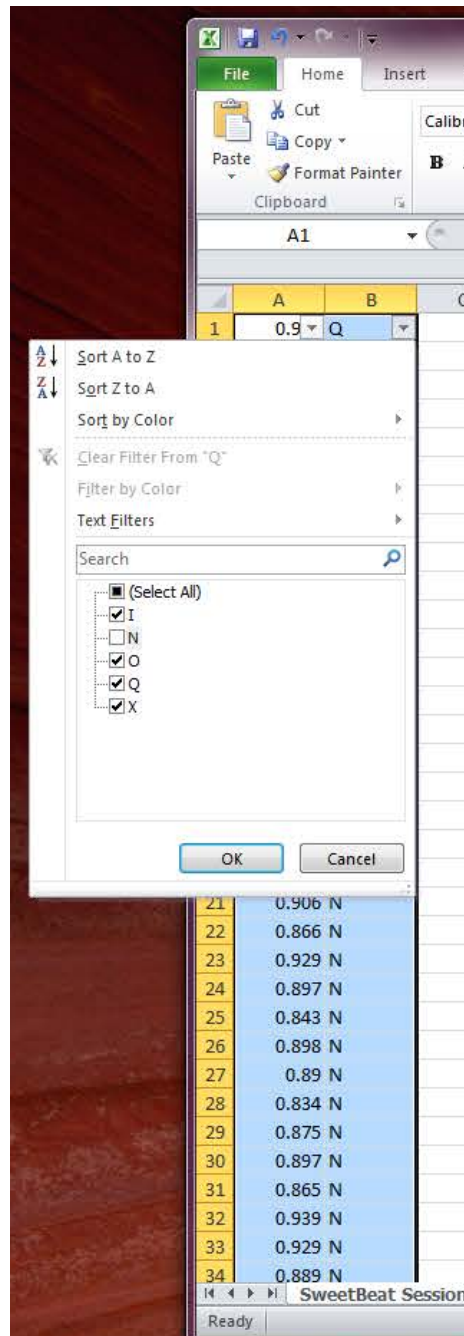 File Home Insert
Cut
Calib
Copy
Paste
B
Format Painter
Clipboard
A1
A B
1 0.9 Q
Sort A to Z
Sort Z to A
Sort by Color
Clear Filter From "Q"
Filter by Color
Text Filters
Search
(Select All)
I
N
O
Q
X
OK Cancel
21 0.906 N
22 0.866 N
23 0.929 N
24 0.897 N
25 0.843 N
26 0.898 N
27 0.89 N
28 0.834 N
29 0.875 N
30 0.897 N
31 0.865 N
32 0.939 N
33 0.929 N
34 0.889 N
SweetBeat Session
Ready